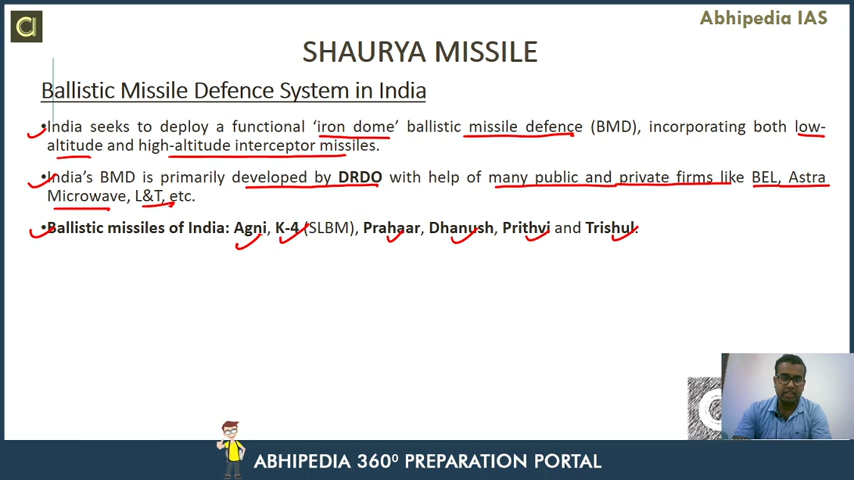 Abhipedia IAS
SHAURYA MISSILE
Ballistic Missile Defence System in India
•India seeks to deploy a functional ‘iron dome’ ballistic missile defence (BMD), incorporating both low-
altitude and high-altitude interceptor missiles.
•India’s BMD is primarily developed by DRDO with help of many public and private firms like BEL, Astra
Microwave, L&T, etc.
•Ballistic missiles of India: Agni, K-4 (SLBM), Prahaar, Dhanush, Prithvi and Trishul.
ABHIPEDIA 360⁰ PREPARATION PORTAL